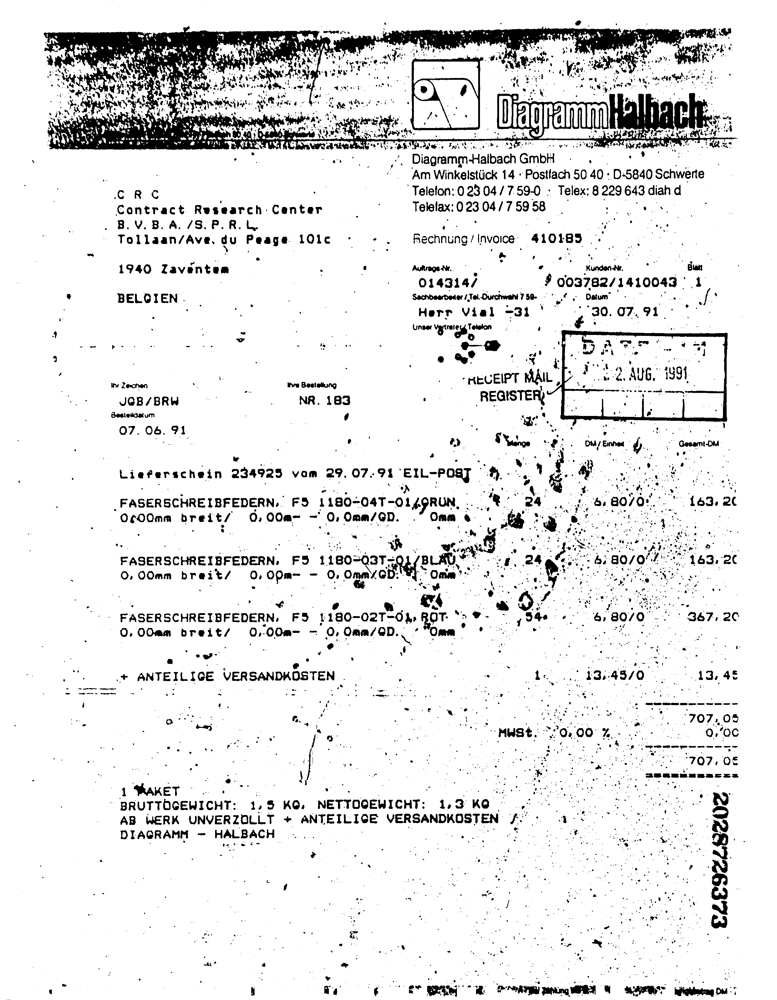 DiagrammHalbach
Diagramm-Halbach GmbH
Am Winkelstück 14 · Postfach 50 40 · D-5840 Schwerte
Telefon: 0 23 04 / 7 59-0 · Telex: 8 229 643 diah d
Telefax: 0 23 04 / 7 59 58
C R C
Contract Research Center
B.V.B.A./S.P.R.L.
Tollaan/Ave. du Peage 101c
1940 Zaventem
BELGIEN
Rechnung / Invoice 410185
Auftrags-Nr. Kunden-Nr. Blatt
014314/ 003782/1410043 1
Sachbearbeiter / Tel.-Durchwahl 7 59- Datum
Herr Vial -31 30.07.91
Unser Vertreter / Telefon
RECEIPT MAIL
REGISTER
2. AUG. 1991
Ihr Zeichen Ihre Bestellung
JGB/BRW NR. 183
Bestelldatum
07.06.91
Menge DM / Einheit Gesamt-DM
Lieferschein 234925 vom 29.07.91 EIL-POST
FASERSCHREIBFEDERN, F5 1180-04T-01/GRUN 24 6,80/0 163,20
0,00mm breit/ 0,00m- - 0,0mm/GD. 0mm
FASERSCHREIBFEDERN, F5 1180-03T-01/BLAU 24 6,80/0 163,20
0,00mm breit/ 0,00m- - 0,0mm/GD. 0mm
FASERSCHREIBFEDERN, F5 1180-02T-01, ROT 54 6,80/0 367,20
0,00mm breit/ 0,00m- - 0,0mm/GD. 0mm
+ ANTEILIGE VERSANDKOSTEN 1 13,45/0 13,45
707,05
MWSt. 0,00 % 0,00
707,05
1 PAKET
BRUTTOGEWICHT: 1,5 KG, NETTOGEWICHT: 1,3 KG
AB WERK UNVERZOLLT + ANTEILIGE VERSANDKOSTEN /
DIAGRAMM - HALBACH
2028726373